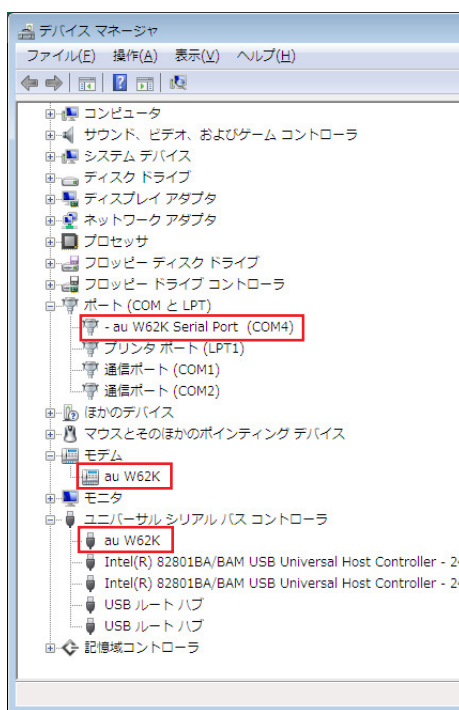 デバイス マネージャ
ファイル(F) 操作(A) 表示(V) ヘルプ(H)
コンピュータ
サウンド、ビデオ、およびゲーム コントローラ
システム デバイス
ディスク ドライブ
ディスプレイ アダプタ
ネットワーク アダプタ
プロセッサ
フロッピー ディスク ドライブ
フロッピー ドライブ コントローラ
ポート (COM と LPT)
- au W62K Serial Port (COM4)
プリンタ ポート (LPT1)
通信ポート (COM1)
通信ポート (COM2)
ほかのデバイス
マウスとそのほかのポインティング デバイス
モデム
au W62K
モニタ
ユニバーサル シリアル バス コントローラ
au W62K
Intel(R) 82801BA/BAM USB Universal Host Controller - 24
Intel(R) 82801BA/BAM USB Universal Host Controller - 24
USB ルート ハブ
USB ルート ハブ
記憶域コントローラ